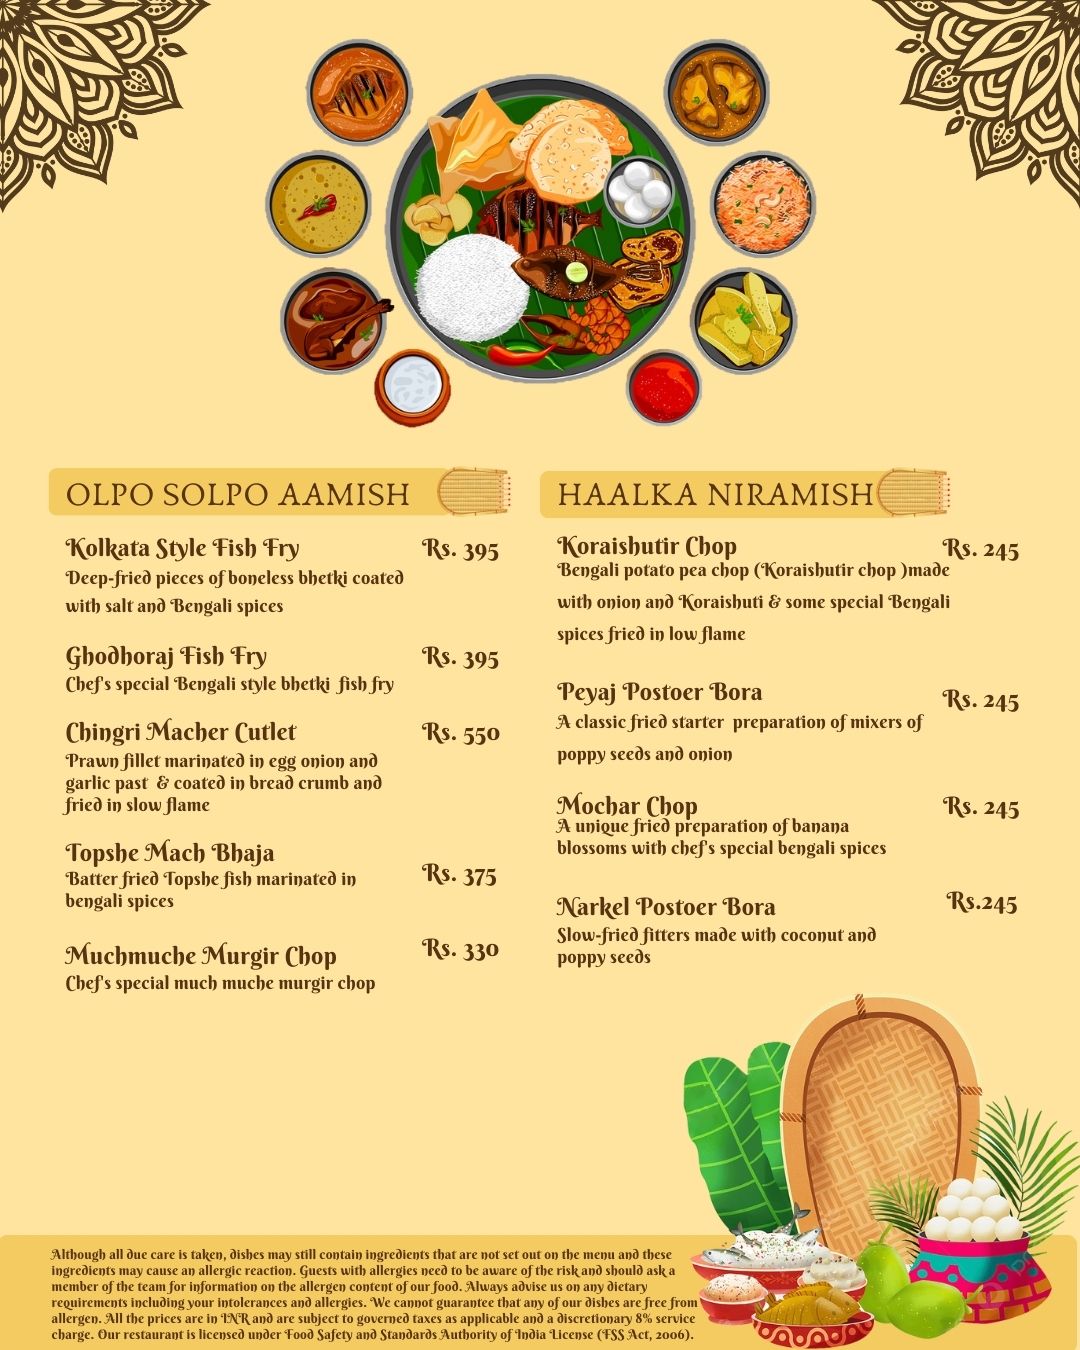 OLPO SOLPO AAMISH
Kolkata Style Fish Fry Rs. 395
Deep-fried pieces of boneless bhetki coated
with salt and Bengali spices
Ghodhoraj Fish Fry Rs. 395
Chef's special Bengali style bhetki fish fry
Chingri Macher Cutlet Rs. 550
Prawn fillet marinated in egg onion and
garlic past & coated in bread crumb and
fried in slow flame
Topshe Mach Bhaja
Batter fried Topshe fish marinated in Rs. 375
bengali spices
Muchmuche Murgir Chop Rs. 330
Chef's special much muche murgir chop
HAALKA NIRAMISH
Koraishutir Chop Rs. 245
Bengali potato pea chop (Koraishutir chop )made
with onion and Koraishuti & some special Bengali
spices fried in low flame
Peyaj Postoer Bora Rs. 245
A classic fried starter preparation of mixers of
poppy seeds and onion
Mochar Chop Rs. 245
A unique fried preparation of banana
blossoms with chef's special bengali spices
Narkel Postoer Bora Rs.245
Slow-fried fitters made with coconut and
poppy seeds
Although all due care is taken, dishes may still contain ingredients that are not set out on the menu and these
ingredients may cause an allergic reaction. Guests with allergies need to be aware of the risk and should ask a
member of the team for information on the allergen content of our food. Always advise us on any dietary
requirements including your intolerances and allergies. We cannot guarantee that any of our dishes are free from
allergen. All the prices are in INR and are subject to governed taxes as applicable and a discretionary 8% service
charge. Our restaurant is licensed under Food Safety and Standards Authority of India License (FSS Act, 2006).